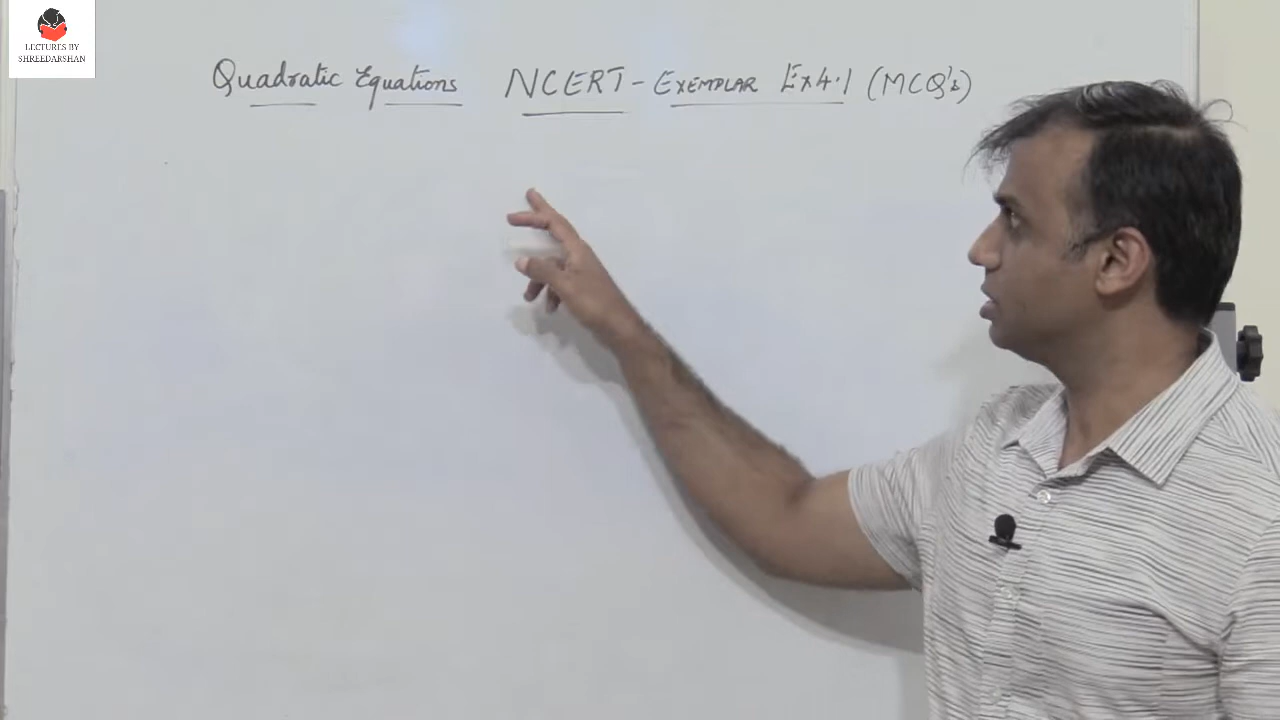 LECTURES BY
SHREEDARSHAN
Quadratic Equations NCERT - EXEMPLAR Ex 4.1 (MCQ's)